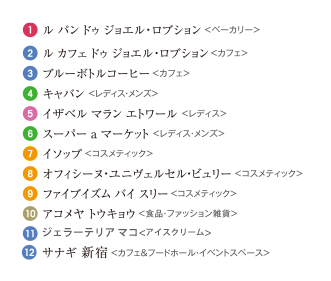 1 ル パン ドゥ ジョエル・ロブション <ベーカリー>
2 ル カフェ ドゥ ジョエル・ロブション <カフェ>
3 ブルーボトルコーヒー <カフェ>
4 キャバン <レディス・メンズ>
5 イザベル マラン エトワール <レディス>
6 スーパー a マーケット <レディス・メンズ>
7 イソップ <コスメティック>
8 オフィシーヌ・ユニヴェルセル・ビュリー <コスメティック>
9 ファイブイズム バイ スリー <コスメティック>
10 アコメヤ トウキョウ <食品・ファッション雑貨>
11 ジェラーテリア マコ <アイスクリーム>
12 サナギ 新宿 <カフェ&フードホール・イベントスペース>